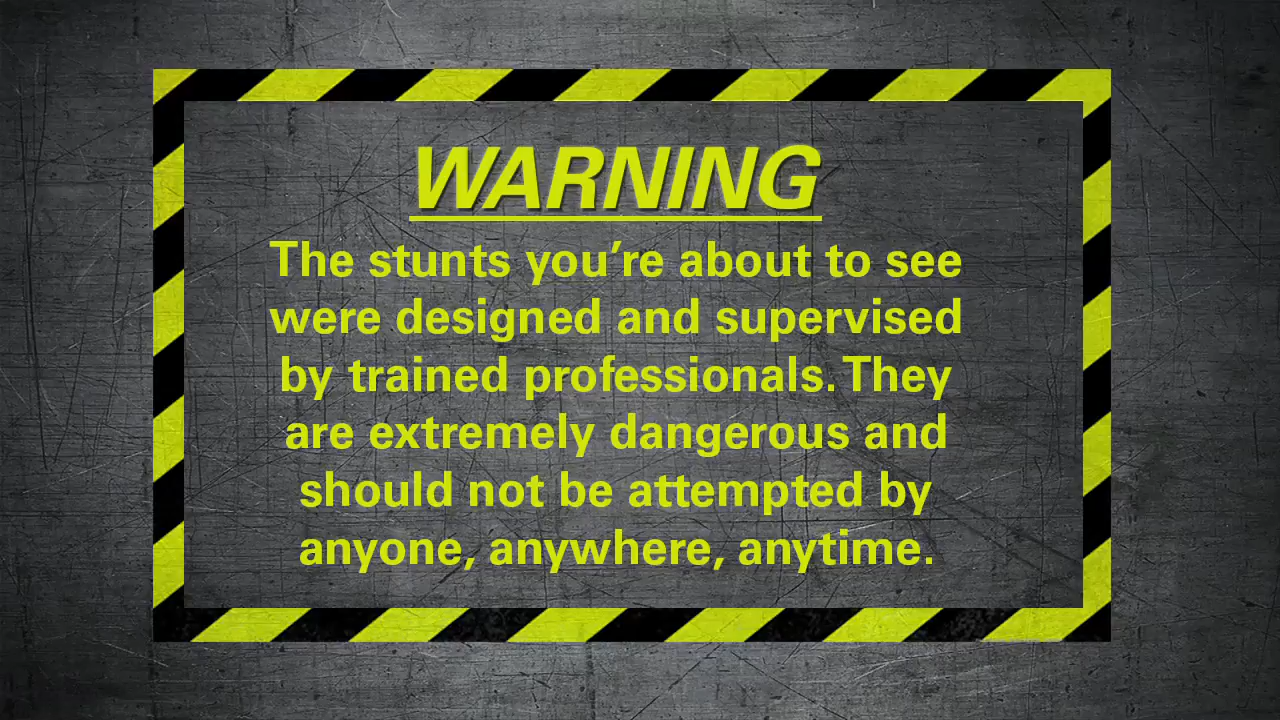 WARNING
The stunts you’re about to see
were designed and supervised
by trained professionals. They
are extremely dangerous and
should not be attempted by
anyone, anywhere, anytime.